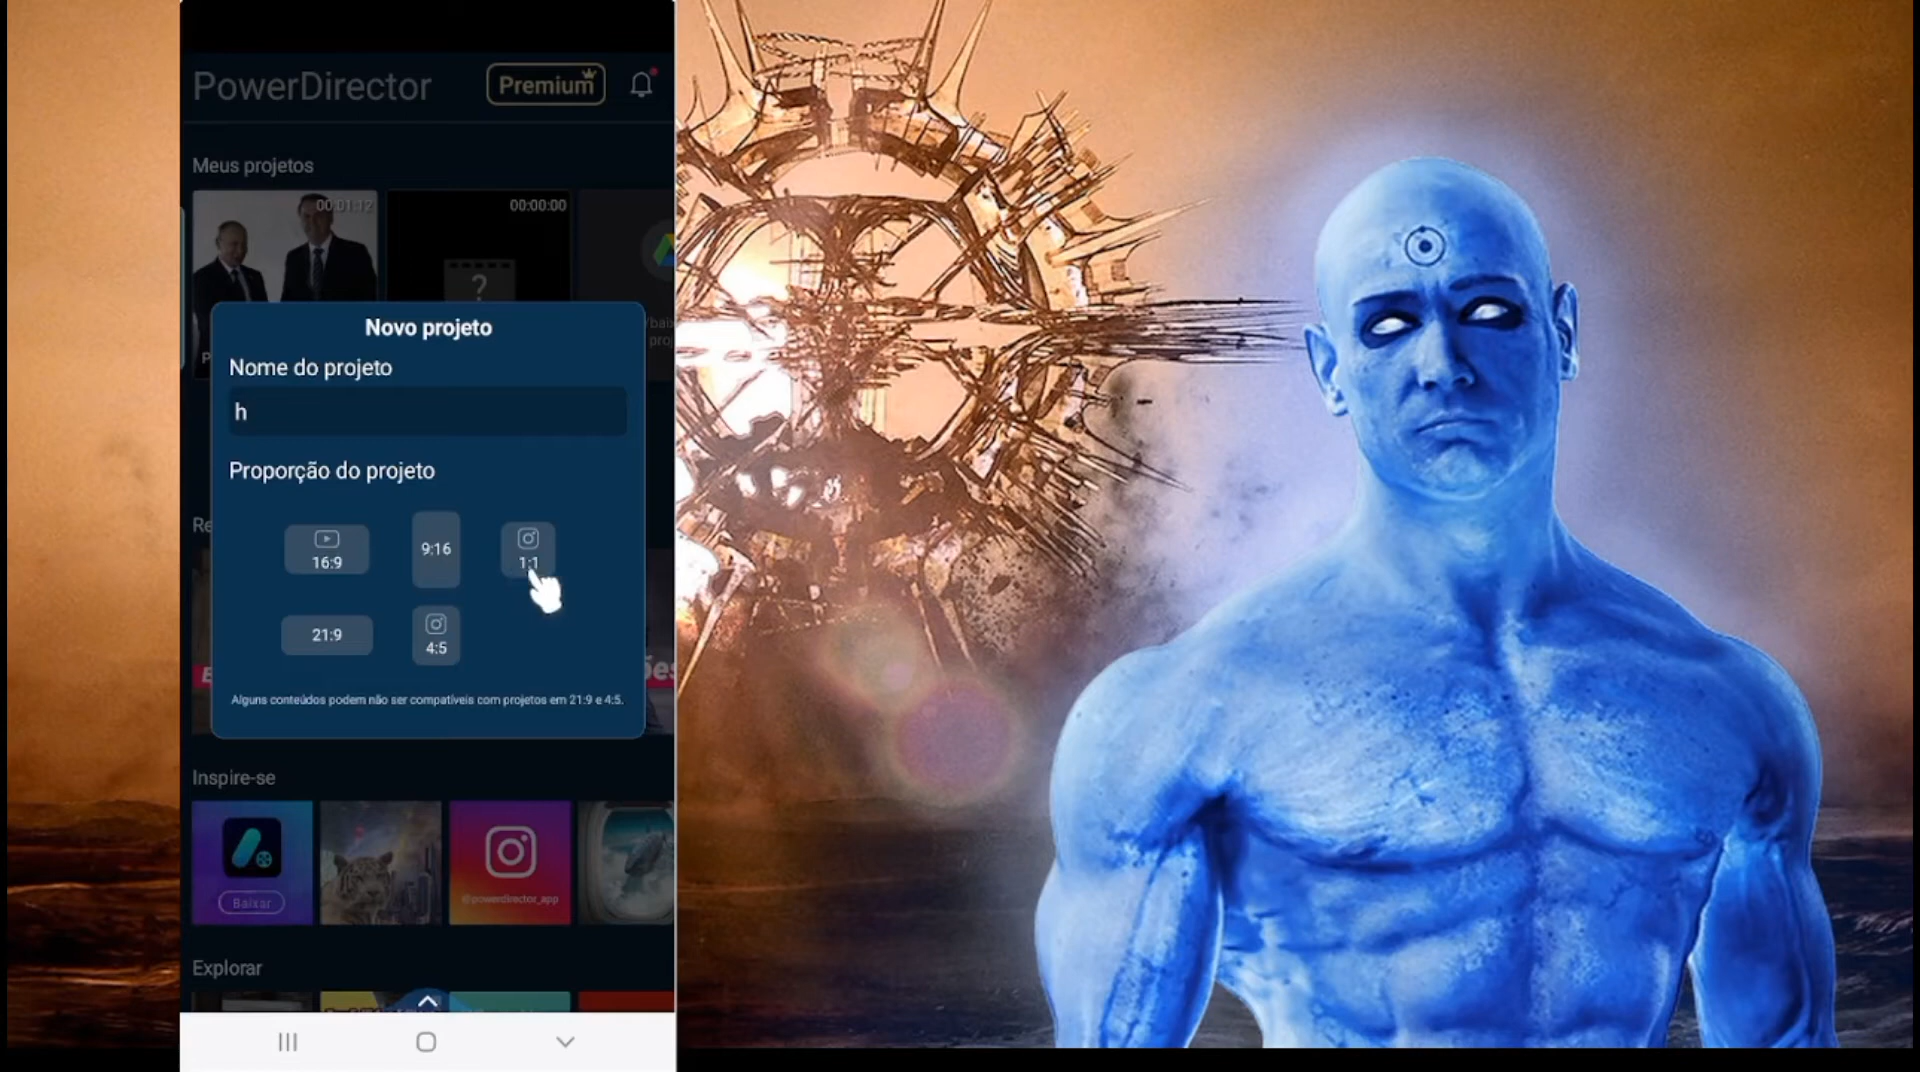 PowerDirector
Premium
Meus projetos
00:01:12
00:00:00
?
Novo projeto
Nome do projeto
h
Proporção do projeto
16:9
9:16
1:1
21:9
4:5
Alguns conteúdos podem não ser compatíveis com projetos em 21:9 e 4:5.
Inspire-se
Baixar
@powerdirector_app
Explorar